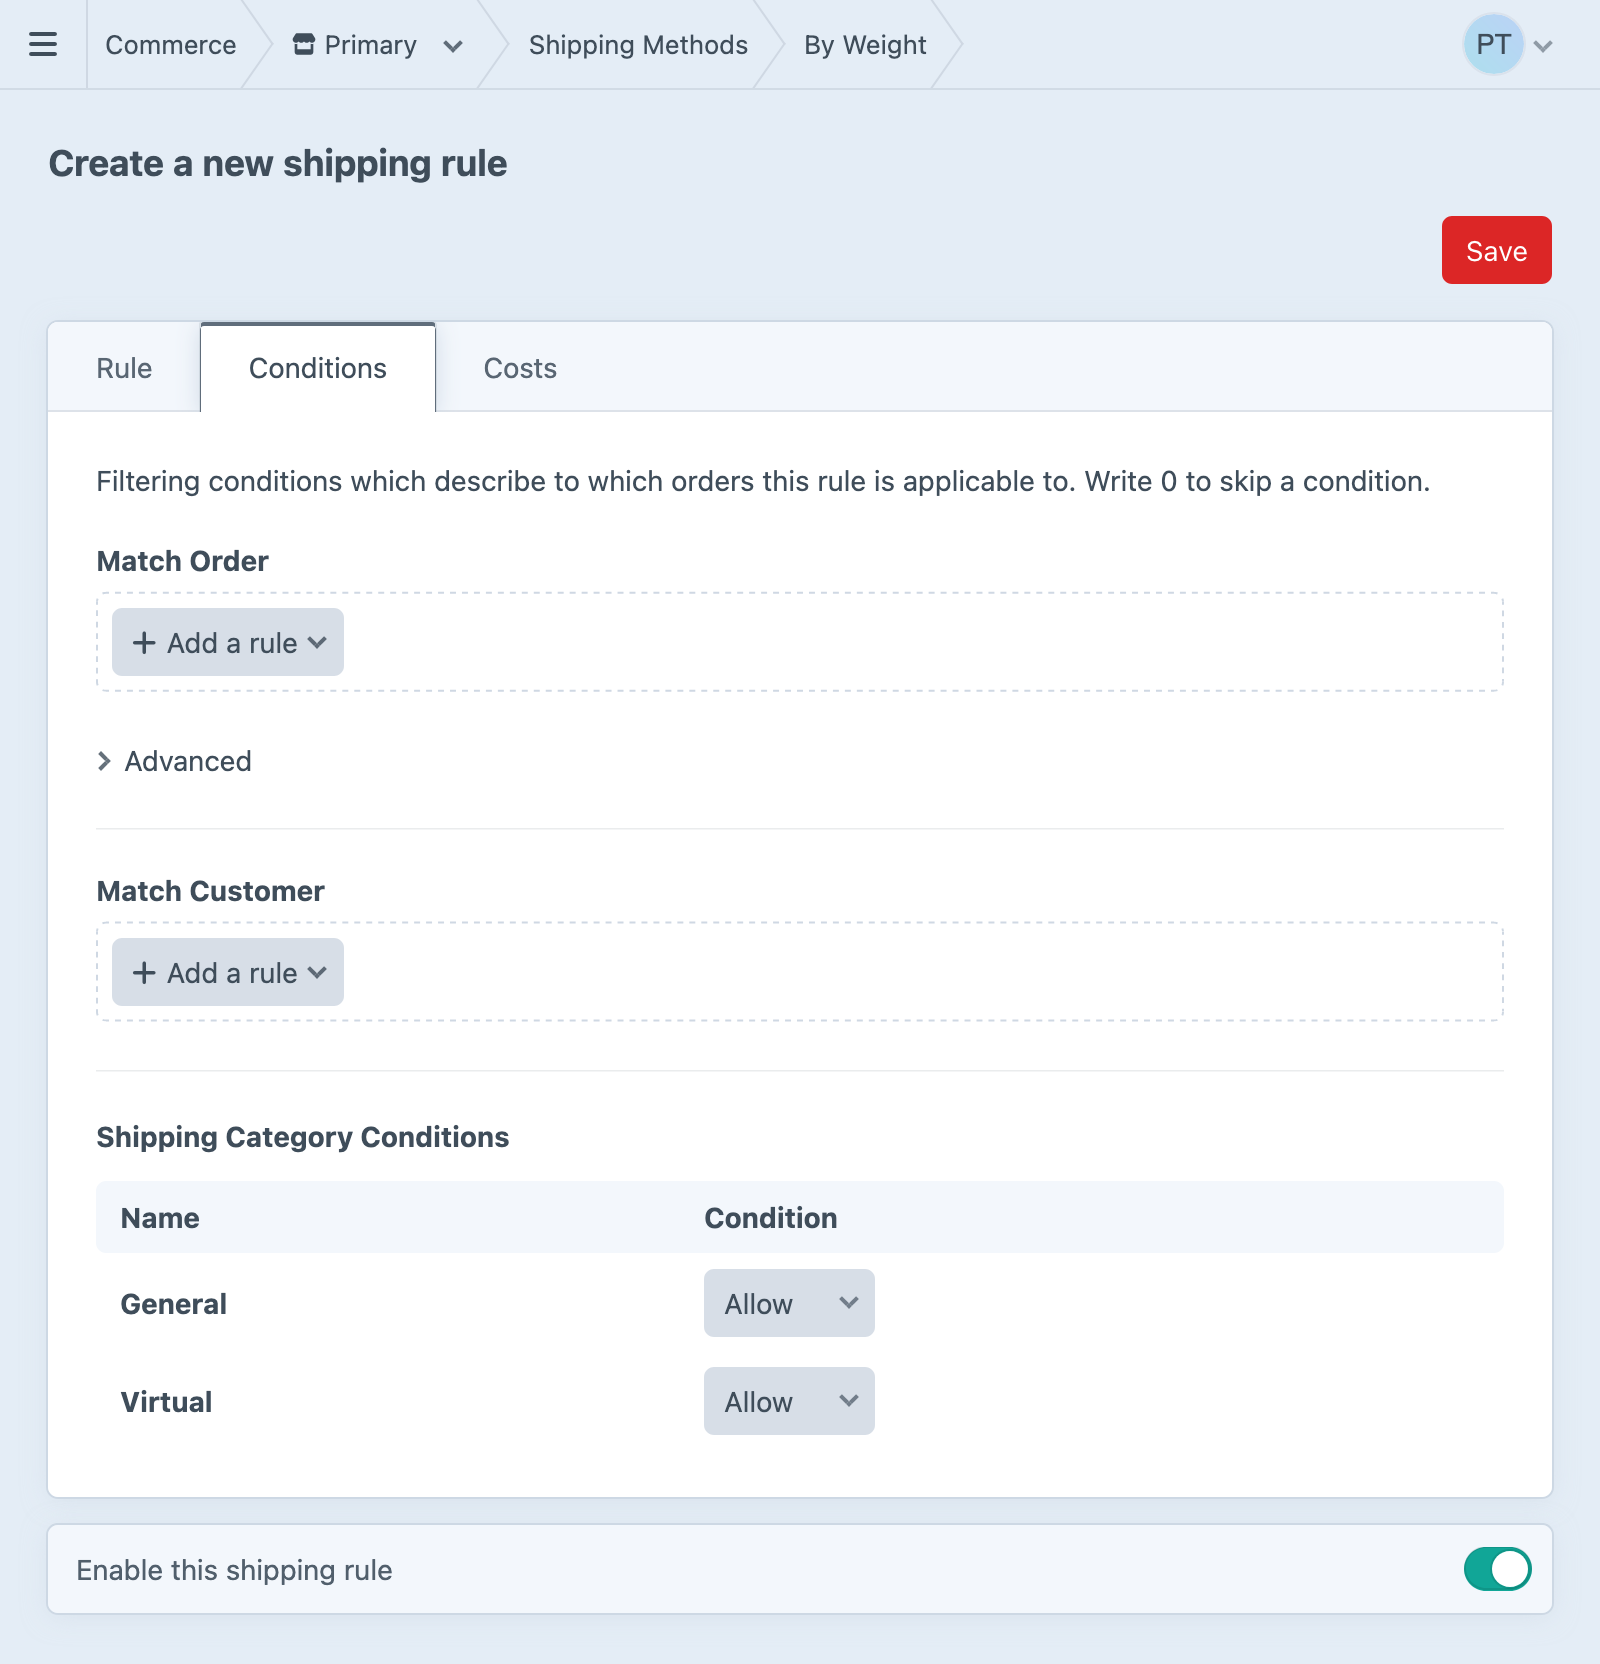 Commerce
Primary
Shipping Methods
By Weight
PT
Create a new shipping rule
Save
Rule
Conditions
Costs
Filtering conditions which describe to which orders this rule is applicable to. Write 0 to skip a condition.
Match Order
Add a rule
Advanced
Match Customer
Add a rule
Shipping Category Conditions
Name
Condition
General
Allow
Virtual
Allow
Enable this shipping rule